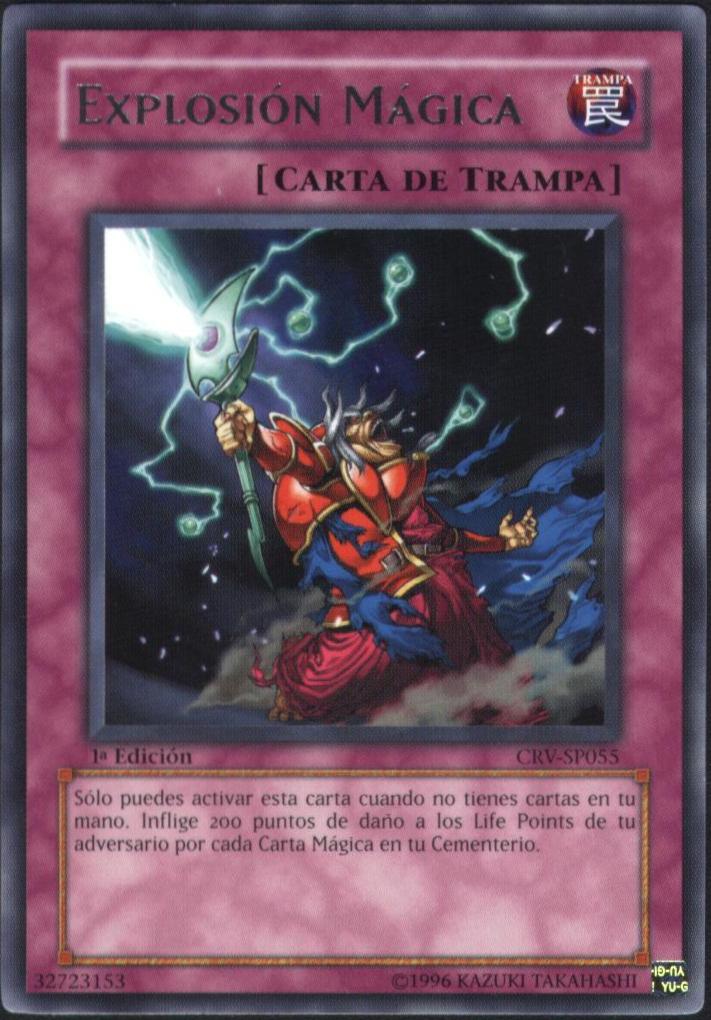 EXPLOSIÓN MÁGICA
TRAMPA
罠
[CARTA DE TRAMPA]
1ª Edición
CRV-SP055
Sólo puedes activar esta carta cuando no tienes cartas en tu
mano. Inflige 200 puntos de daño a los Life Points de tu
adversario por cada Carta Mágica en tu Cementerio.
32723153
©1996 KAZUKI TAKAHASHI